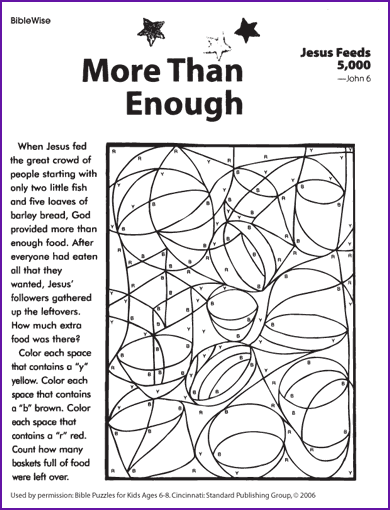 BibleWise
More Than
Enough
Jesus Feeds
5,000
—John 6
When Jesus fed
the great crowd of
people starting with
only two little fish
and five loaves of
barley bread, God
provided more than
enough food. After
everyone had eaten
all that they
wanted, Jesus'
followers gathered
up the leftovers.
How much extra
food was there?
Color each space
that contains a "y"
yellow. Color each
space that contains
a "b" brown. Color
each space that
contains a "r" red.
Count how many
baskets full of food
were left over.
Used by permission: Bible Puzzles for Kids Ages 6-8. Cincinnati: Standard Publishing Group, © 2006